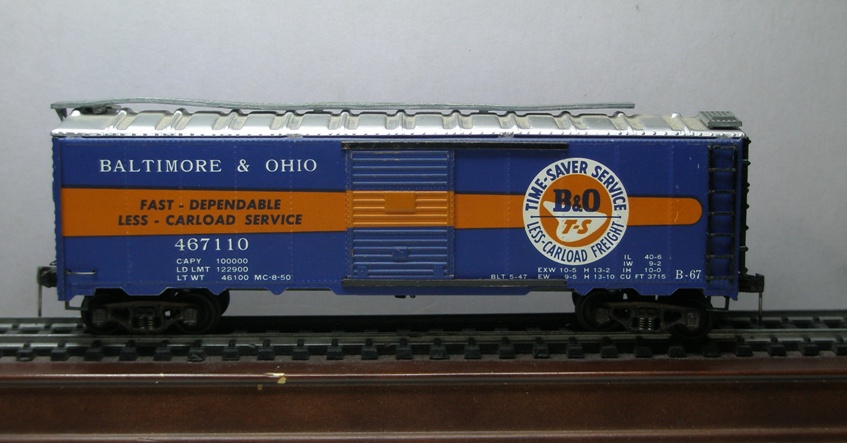 BALTIMORE & OHIO
FAST - DEPENDABLE
LESS - CARLOAD SERVICE
467110
CAPY 100000
LD LMT 122900
LT WT 46100 MC-8-50
TIME-SAVER SERVICE
B&O
T-S
LESS-CARLOAD FREIGHT
IL 40-6
IW 9-2
EXW 10-5 H 13-2 IH 10-0
BLT 5-47 EW 9-5 H 13-10 CU FT 3715 B-67